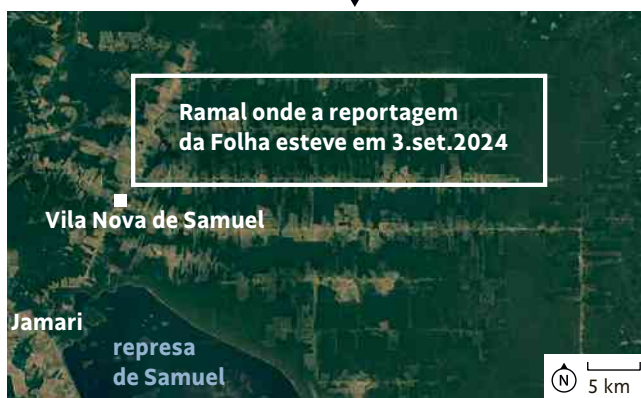 Ramal onde a reportagem
da Folha esteve em 3.set.2024
Vila Nova de Samuel
Jamari
represa
de Samuel
N
5 km